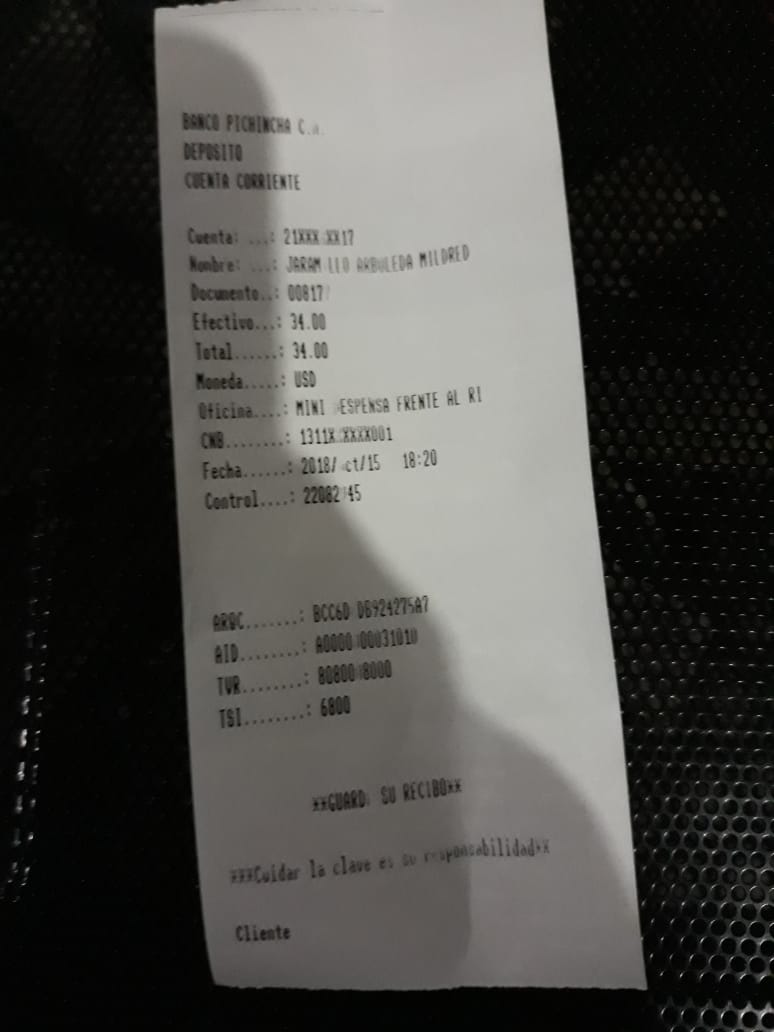 BANCO PICHINCHA C.A.
DEPOSITO
CUENTA CORRIENTE
Cuenta: ...: 21XXX XX17
Nombre: ...: JARAM LLO ARBOLEDA MILDRED
Documento..: 00817
Efectivo...: 34.00
Total......: 34.00
Moneda.....: USD
Oficina....: MINI ESPENSA FRENTE AL RI
CNB........: 1311X XXXX001
Fecha......: 2018/ ct/15 18:20
Control....: 22082 45
ARQC.......: BCC6D DB924275A7
AID........: A0000 00031010
TVR........: 80800 8000
TSI........: 6800
**GUARD SU RECIBO**
***Cuidar la clave es su responsabilidad**
Cliente